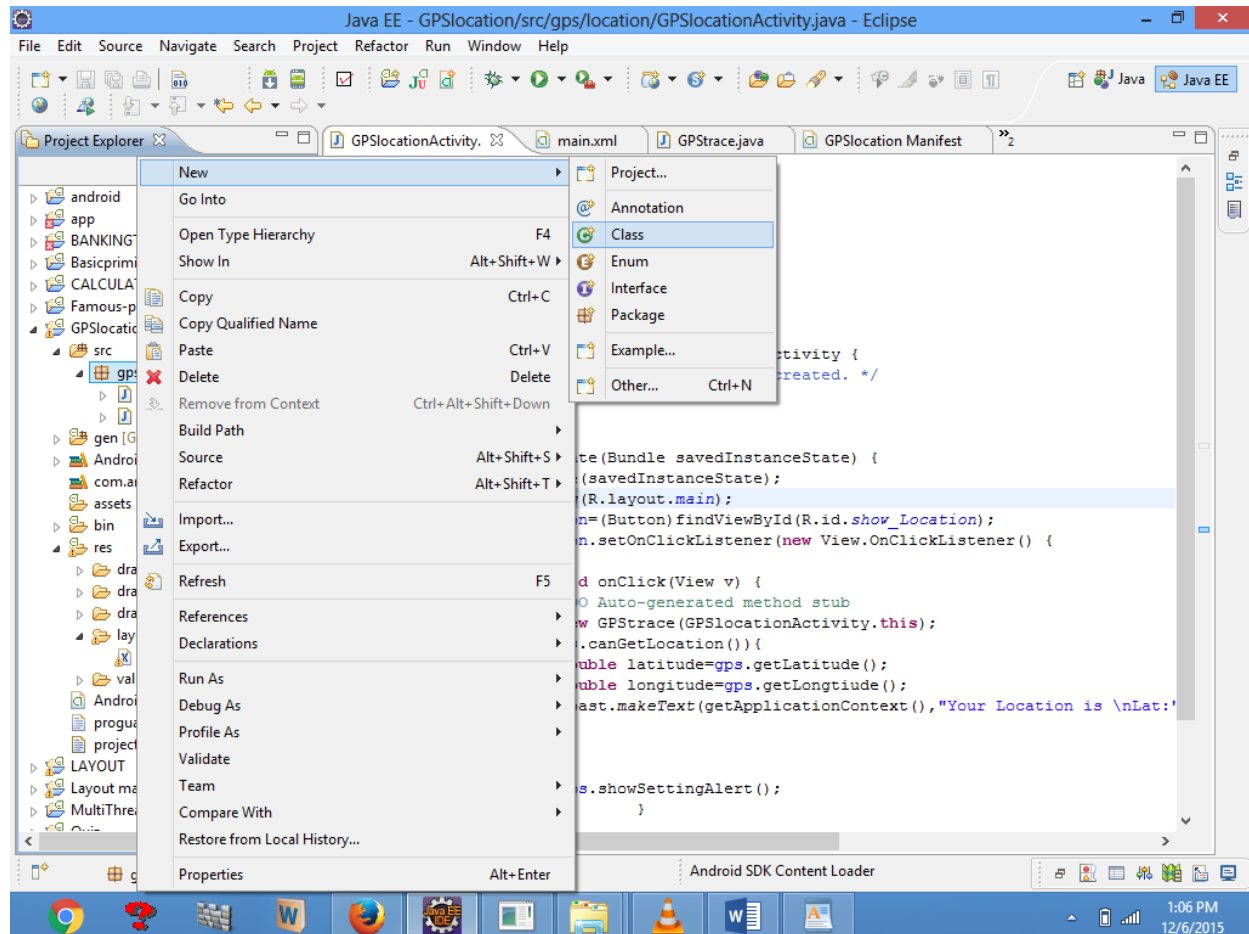 Java EE - GPSlocation/src/gps/location/GPSlocationActivity.java - Eclipse
File Edit Source Navigate Search Project Refactor Run Window Help
Java Java EE
Project Explorer GPSlocationActivity. main.xml GPStrace.java GPSlocation Manifest »2
android
app
BANKINGT
Basicprimi
CALCULA
Famous-p
GPSlocatio
src
gps
gen [G
Androi
com.an
assets
bin
res
dra
dra
dra
lay
val
Androi
progua
project
LAYOUT
Layout ma
MultiThrea
Quiz
New
Go Into
Open Type Hierarchy F4
Show In Alt+Shift+W
Copy Ctrl+C
Copy Qualified Name
Paste Ctrl+V
Delete Delete
Remove from Context Ctrl+Alt+Shift+Down
Build Path
Source Alt+Shift+S
Refactor Alt+Shift+T
Import...
Export...
Refresh F5
References
Declarations
Run As
Debug As
Profile As
Validate
Team
Compare With
Restore from Local History...
Properties Alt+Enter
Project...
Annotation
Class
Enum
Interface
Package
Example...
Other... Ctrl+N
ctivity {
created. */
te(Bundle savedInstanceState) {
(savedInstanceState);
(R.layout.main);
n=(Button)findViewById(R.id.show_Location);
n.setOnClickListener(new View.OnClickListener() {
d onClick(View v) {
O Auto-generated method stub
w GPStrace(GPSlocationActivity.this);
.canGetLocation()){
uble latitude=gps.getLatitude();
uble longitude=gps.getLongtiude();
ast.makeText(getApplicationContext(),"Your Location is \nLat:"
s.showSettingAlert();
}
g
Android SDK Content Loader
Java EE
IDE
1:06 PM
12/6/2015